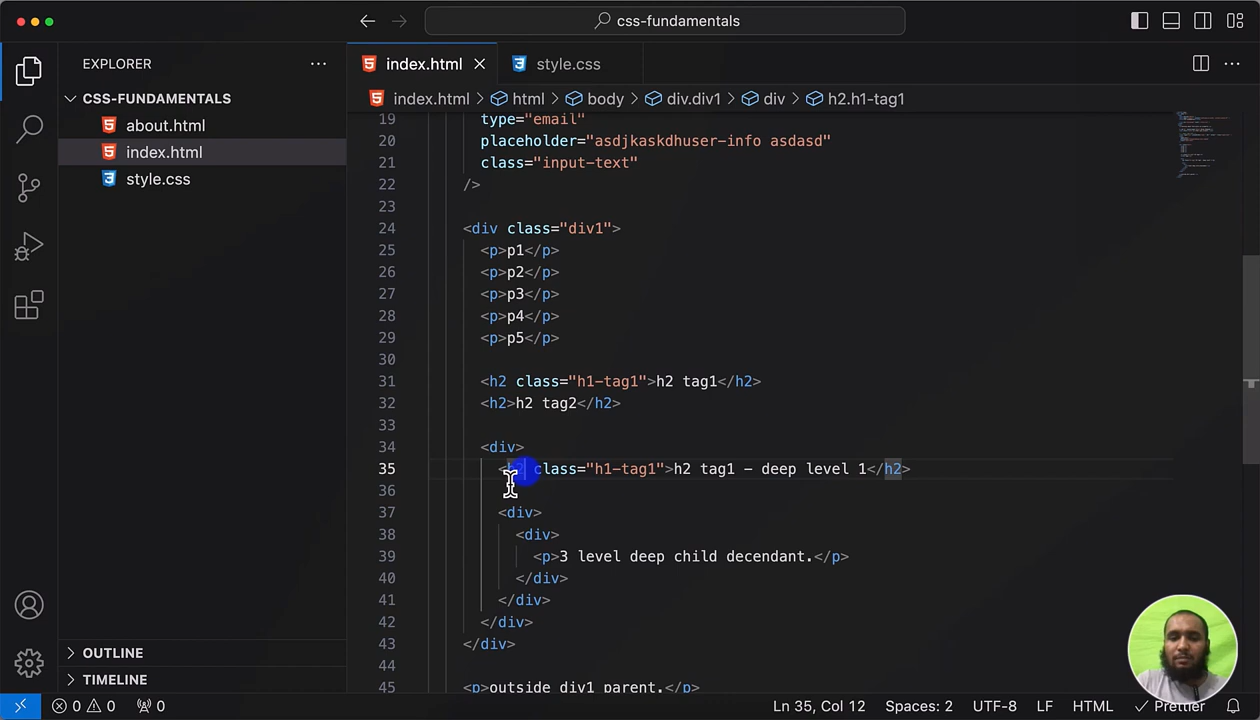 css-fundamentals
EXPLORER
CSS-FUNDAMENTALS
about.html
index.html
style.css
OUTLINE
TIMELINE
index.html
style.css
index.html > html > body > div.div1 > div > h2.h1-tag1
19 type="email"
20 placeholder="asdjkaskdhuser-info asdasd"
21 class="input-text"
22 />
23
24 <div class="div1">
25 <p>p1</p>
26 <p>p2</p>
27 <p>p3</p>
28 <p>p4</p>
29 <p>p5</p>
30
31 <h2 class="h1-tag1">h2 tag1</h2>
32 <h2>h2 tag2</h2>
33
34 <div>
35 <h2 class="h1-tag1">h2 tag1 - deep level 1</h2>
36
37 <div>
38 <div>
39 <p>3 level deep child decendant.</p>
40 </div>
41 </div>
42 </div>
43 </div>
44
45 <p>outside div1 parent.</p>
0 0 0
Ln 35, Col 12 Spaces: 2 UTF-8 LF HTML Prettier